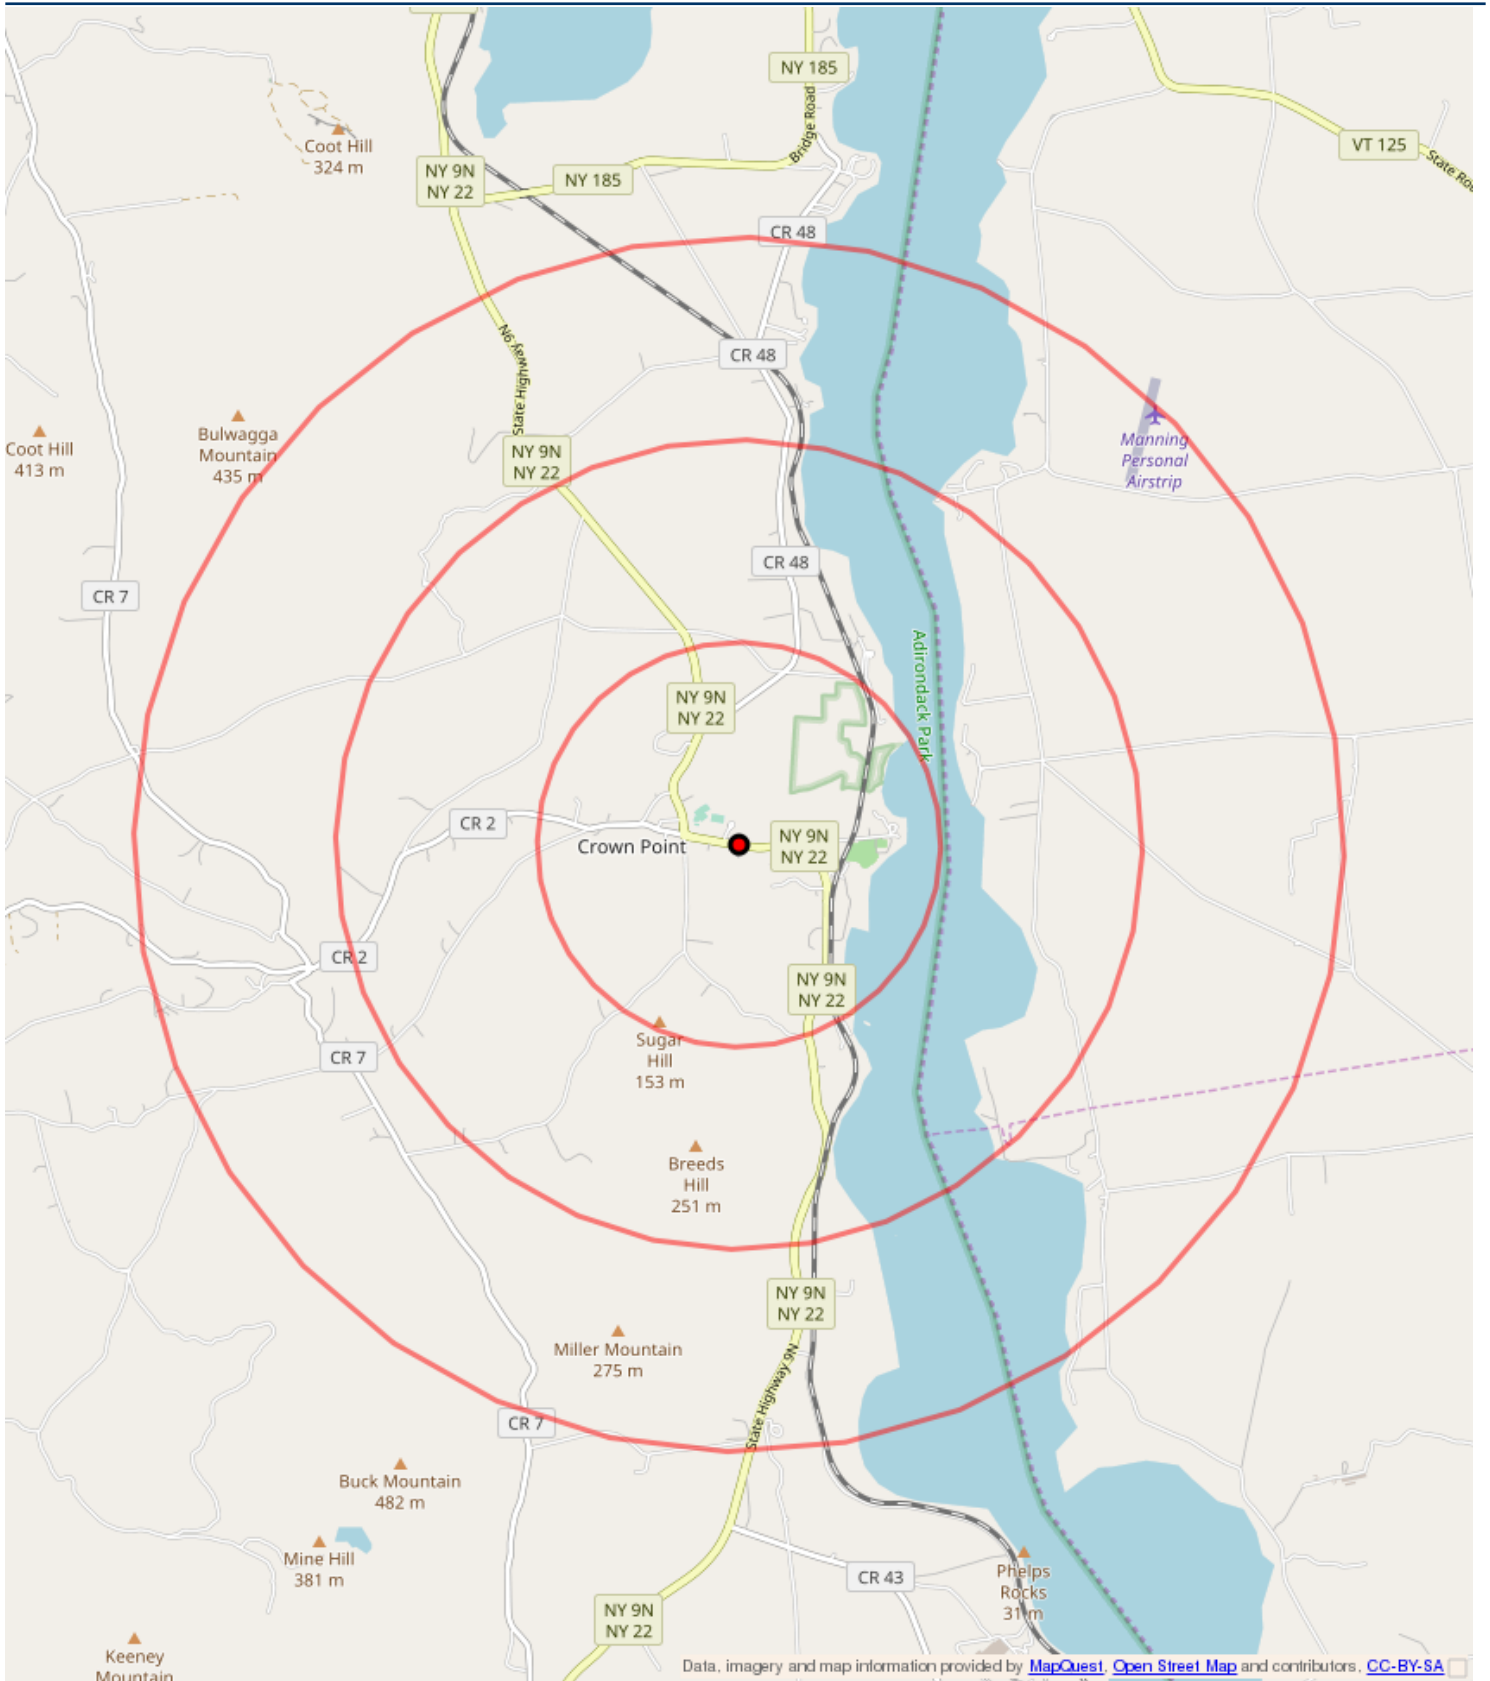 NY 185
Bridge Road
VT 125
State Roa
Coot Hill
324 m
NY 9N
NY 22
NY 185
CR 48
State Highway 9N
CR 48
Coot Hill
413 m
Bulwagga
Mountain
435 m
NY 9N
NY 22
Manning
Personal
Airstrip
CR 48
CR 7
Adirondack Park
NY 9N
NY 22
CR 2
Crown Point
NY 9N
NY 22
CR 2
NY 9N
NY 22
Sugar
Hill
153 m
CR 7
Breeds
Hill
251 m
NY 9N
NY 22
Miller Mountain
275 m
State Highway 9N
CR 7
Buck Mountain
482 m
Mine Hill
381 m
CR 43
Phelps
Rocks
31 m
NY 9N
NY 22
Keeney
Mountain
Data, imagery and map information provided by MapQuest, Open Street Map and contributors, CC-BY-SA